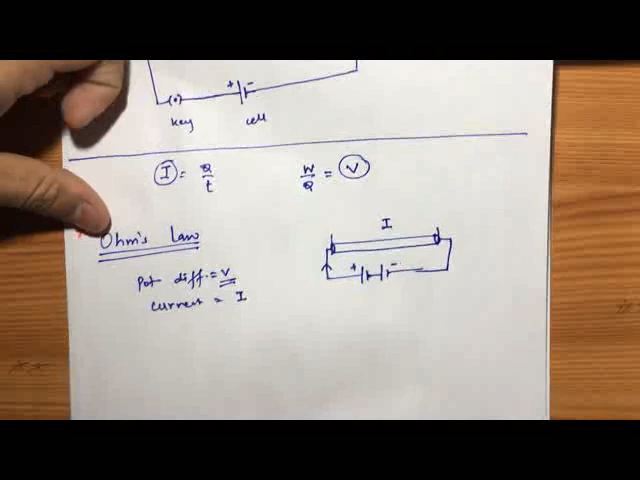 + -
key cell
I = Q/t W/Q = V
Ohm's Law
I
Pot diff. = V
+ -
current = I